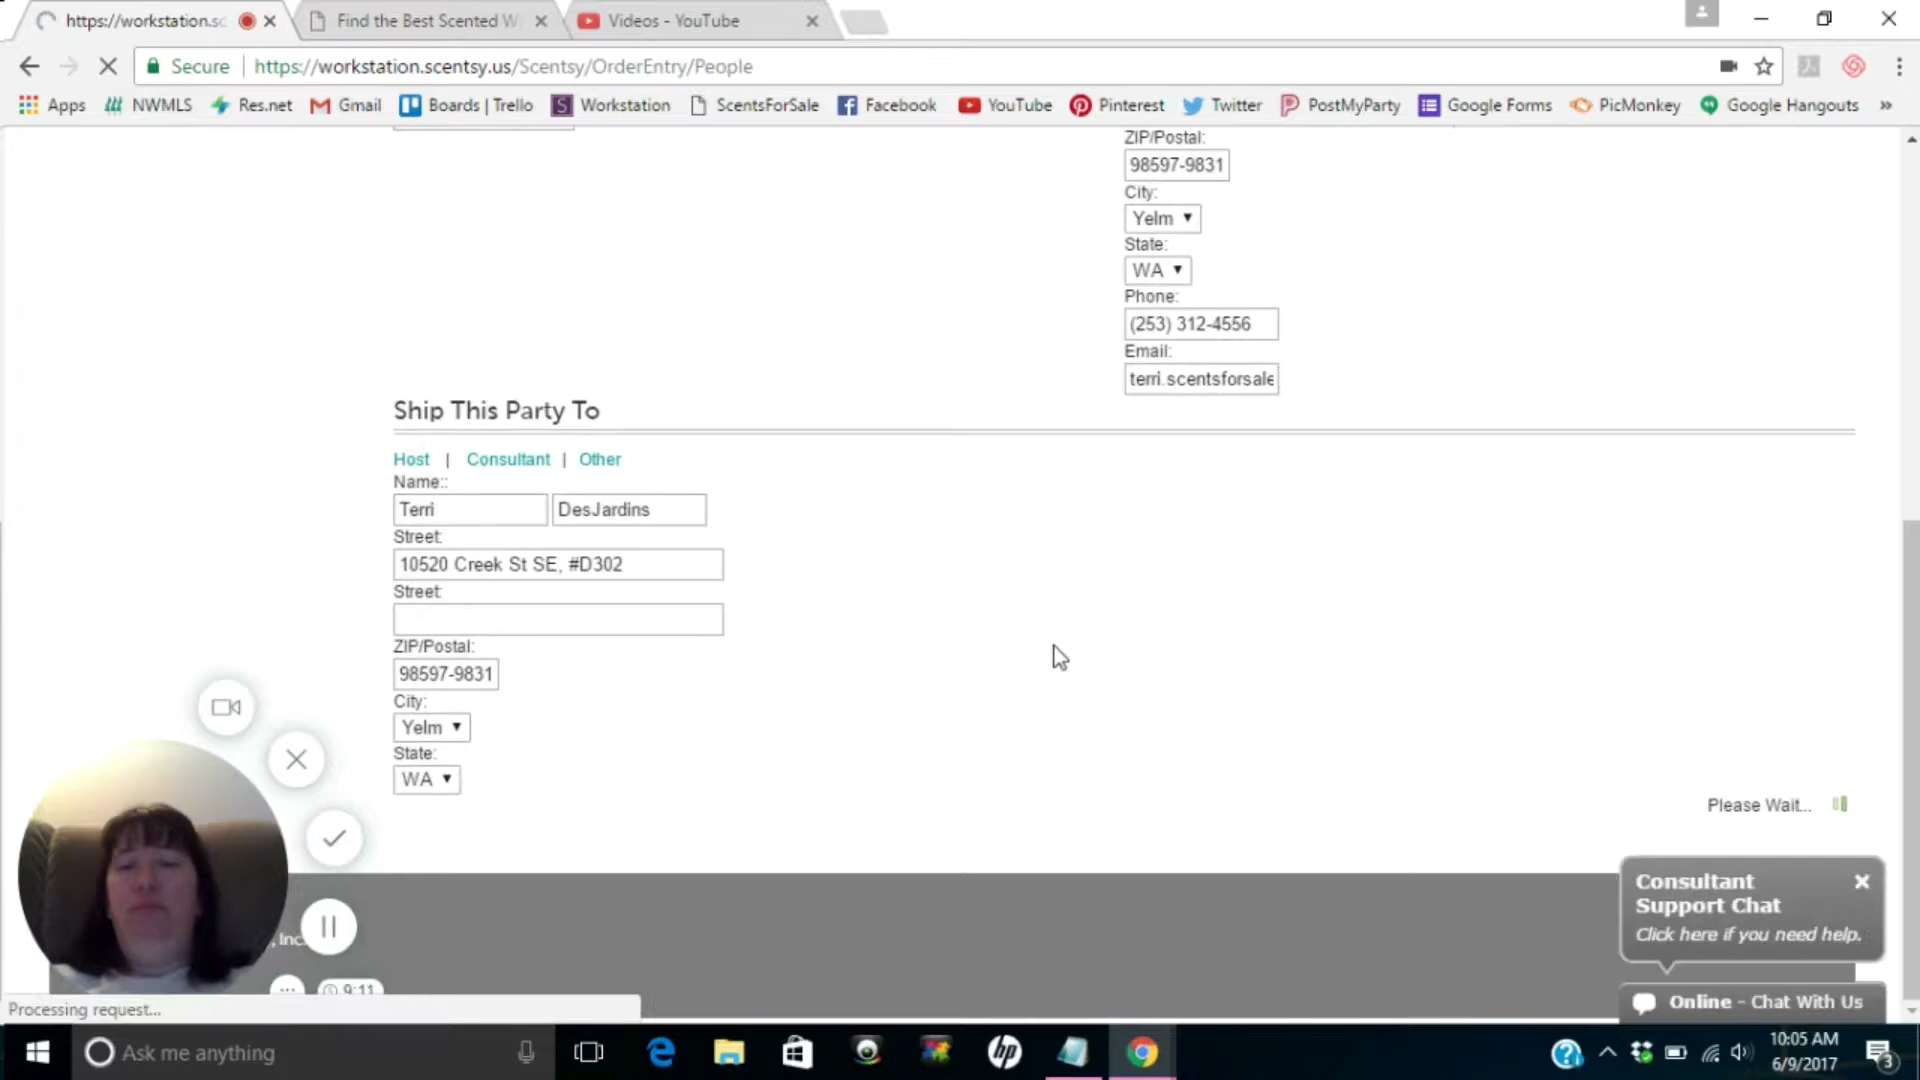 https://workstation.sc
Find the Best Scented W
Videos - YouTube
Secure
https://workstation.scentsy.us/Scentsy/OrderEntry/People
Apps
NWMLS
Res.net
Gmail
Boards | Trello
Workstation
ScentsForSale
Facebook
YouTube
Pinterest
Twitter
PostMyParty
Google Forms
PicMonkey
Google Hangouts
»
ZIP/Postal:
98597-9831
City:
Yelm
State:
WA
Phone:
(253) 312-4556
Email:
terri.scentsforsale
Ship This Party To
Host | Consultant | Other
Name::
Terri
DesJardins
Street:
10520 Creek St SE, #D302
Street:
ZIP/Postal:
98597-9831
City:
Yelm
State:
WA
Please Wait...
Consultant
Support Chat
Click here if you need help.
, Inc.
9:11
Online - Chat With Us
Processing request...
Ask me anything
hp
10:05 AM
6/9/2017
3